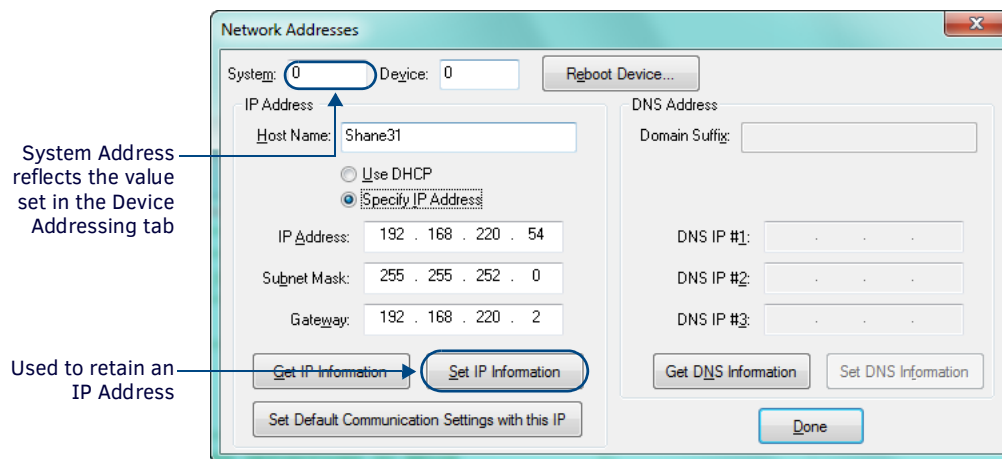 Network Addresses
System: 0 Device: 0 Reboot Device...
IP Address
Host Name: Shane31
Use DHCP
Specify IP Address
IP Address: 192 . 168 . 220 . 54
Subnet Mask: 255 . 255 . 252 . 0
Gateway: 192 . 168 . 220 . 2
Get IP Information Set IP Information
Set Default Communication Settings with this IP
DNS Address
Domain Suffix:
DNS IP #1: . . .
DNS IP #2: . . .
DNS IP #3: . . .
Get DNS Information Set DNS Information
Done
System Address
reflects the value
set in the Device
Addressing tab
Used to retain an
IP Address